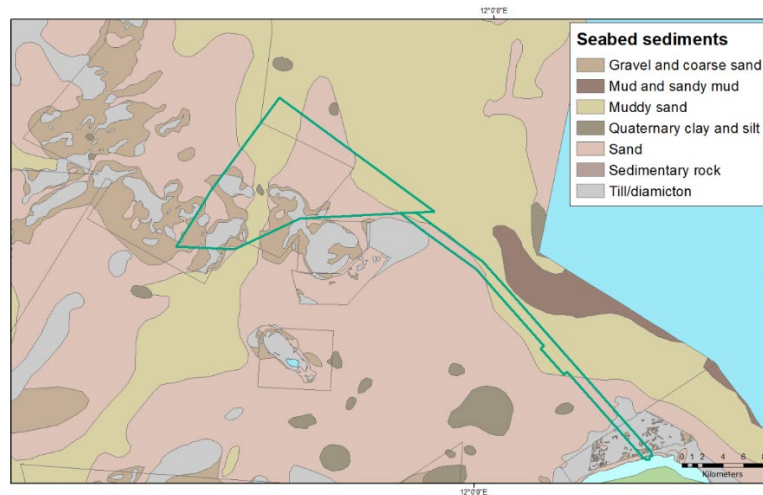 12°0'0"E
Seabed sediments
Gravel and coarse sand
Mud and sandy mud
Muddy sand
Quaternary clay and silt
Sand
Sedimentary rock
Till/diamicton
0 1 2 4 6 8
Kilometers
12°0'0"E